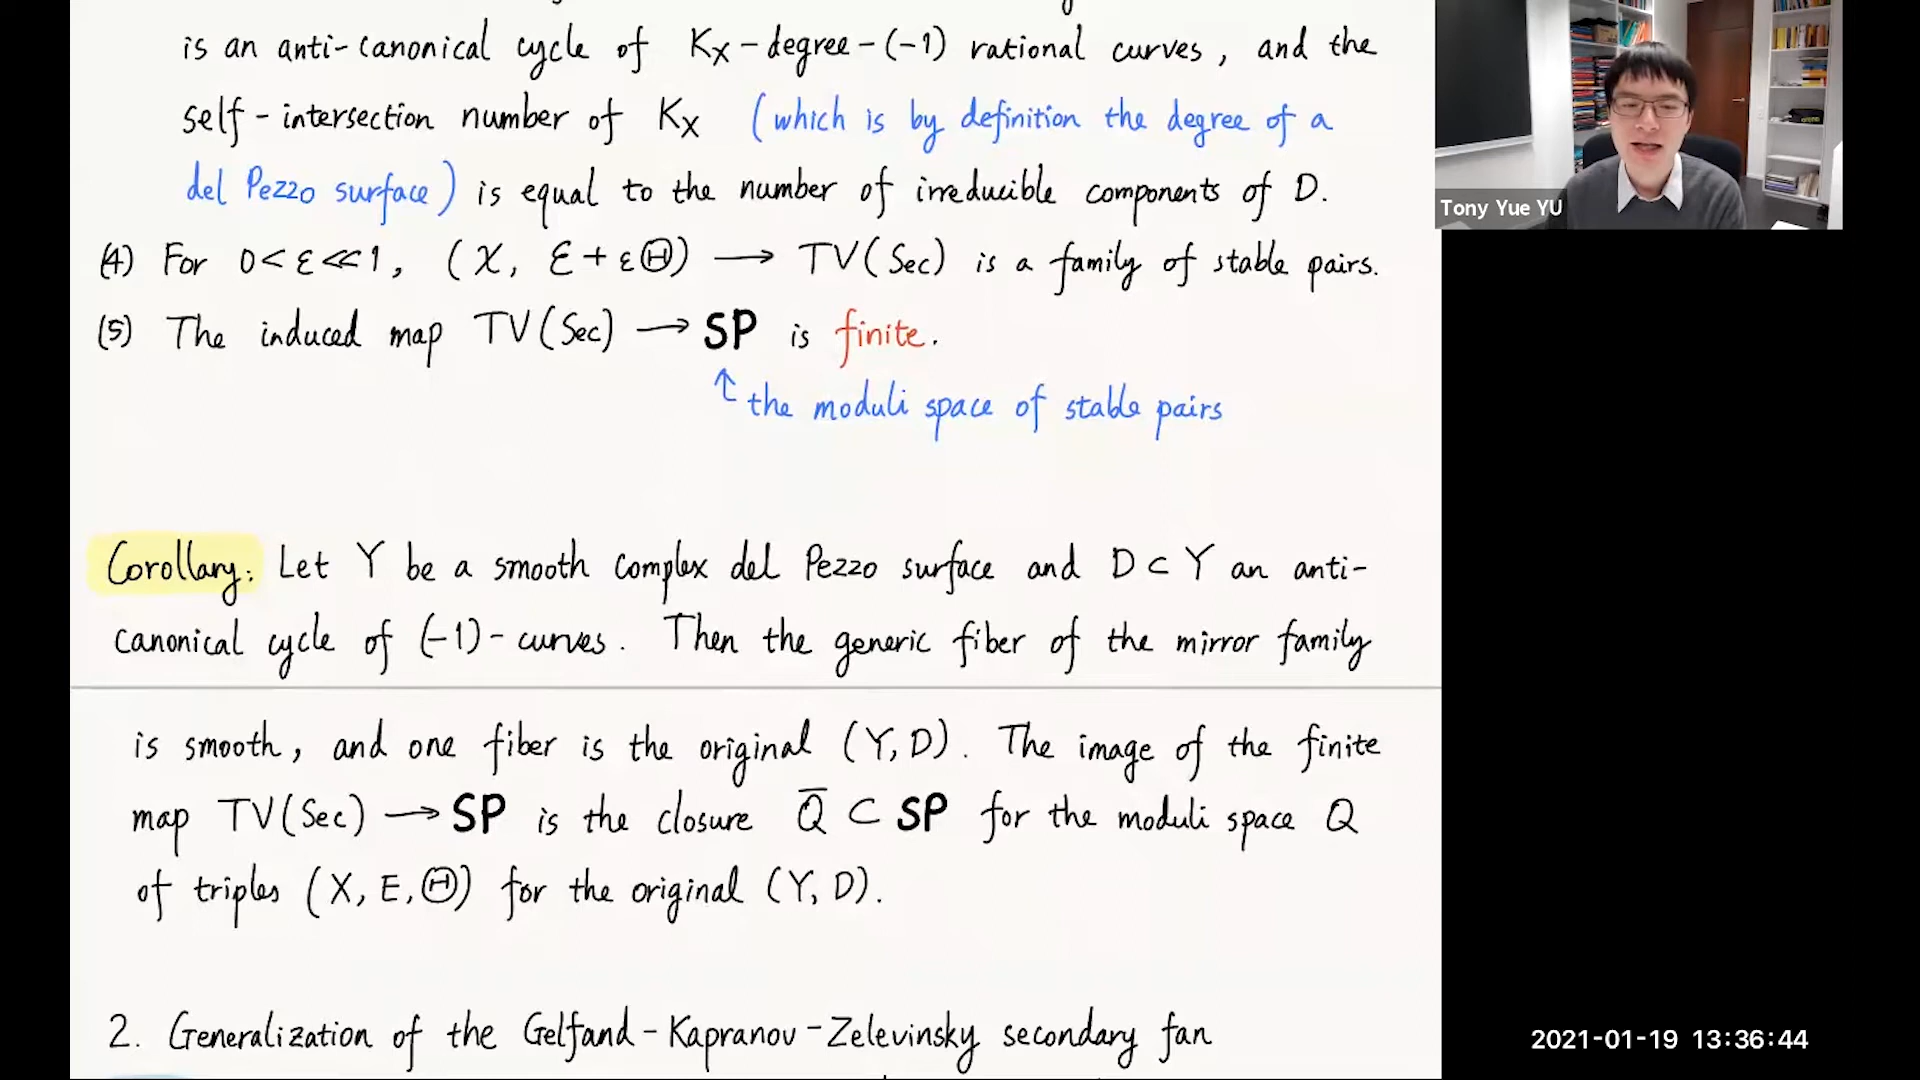 is an anti-canonical cycle of K_X-degree-(-1) rational curves, and the
self-intersection number of K_X (which is by definition the degree of a
del Pezzo surface) is equal to the number of irreducible components of D.
(4) For 0<ε≪1, (𝒳, ℰ+εΘ) ⟶ TV(Sec) is a family of stable pairs.
(5) The induced map TV(Sec) ⟶ SP is finite.
↑ the moduli space of stable pairs
Corollary: Let Y be a smooth complex del Pezzo surface and D⊂Y an anti-
canonical cycle of (-1)-curves. Then the generic fiber of the mirror family
is smooth, and one fiber is the original (Y, D). The image of the finite
map TV(Sec) ⟶ SP is the closure Q̄ ⊂ SP for the moduli space Q
of triples (X, E, Θ) for the original (Y, D).
2. Generalization of the Gelfand-Kapranov-Zelevinsky secondary fan
Tony Yue YU
2021-01-19 13:36:44